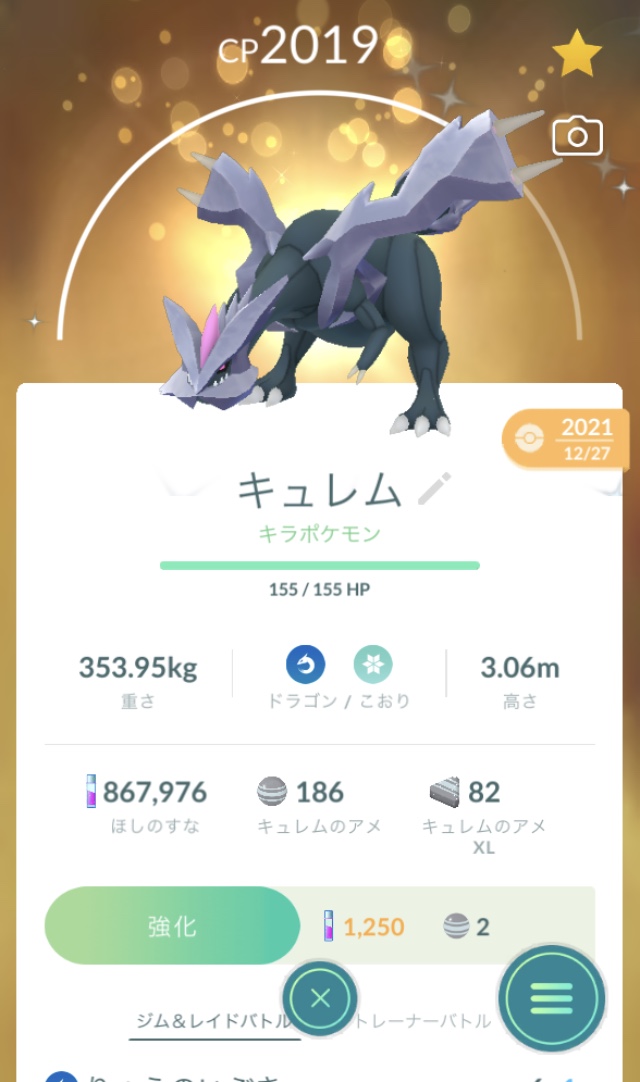 CP2019
2021
12/27
キュレム
キラポケモン
155 / 155 HP
353.95kg
重さ
ドラゴン / こおり
3.06m
高さ
867,976
ほしのすな
186
キュレムのアメ
82
キュレムのアメ
XL
強化
1,250
2
ジム&レイドバトル
トレーナーバトル